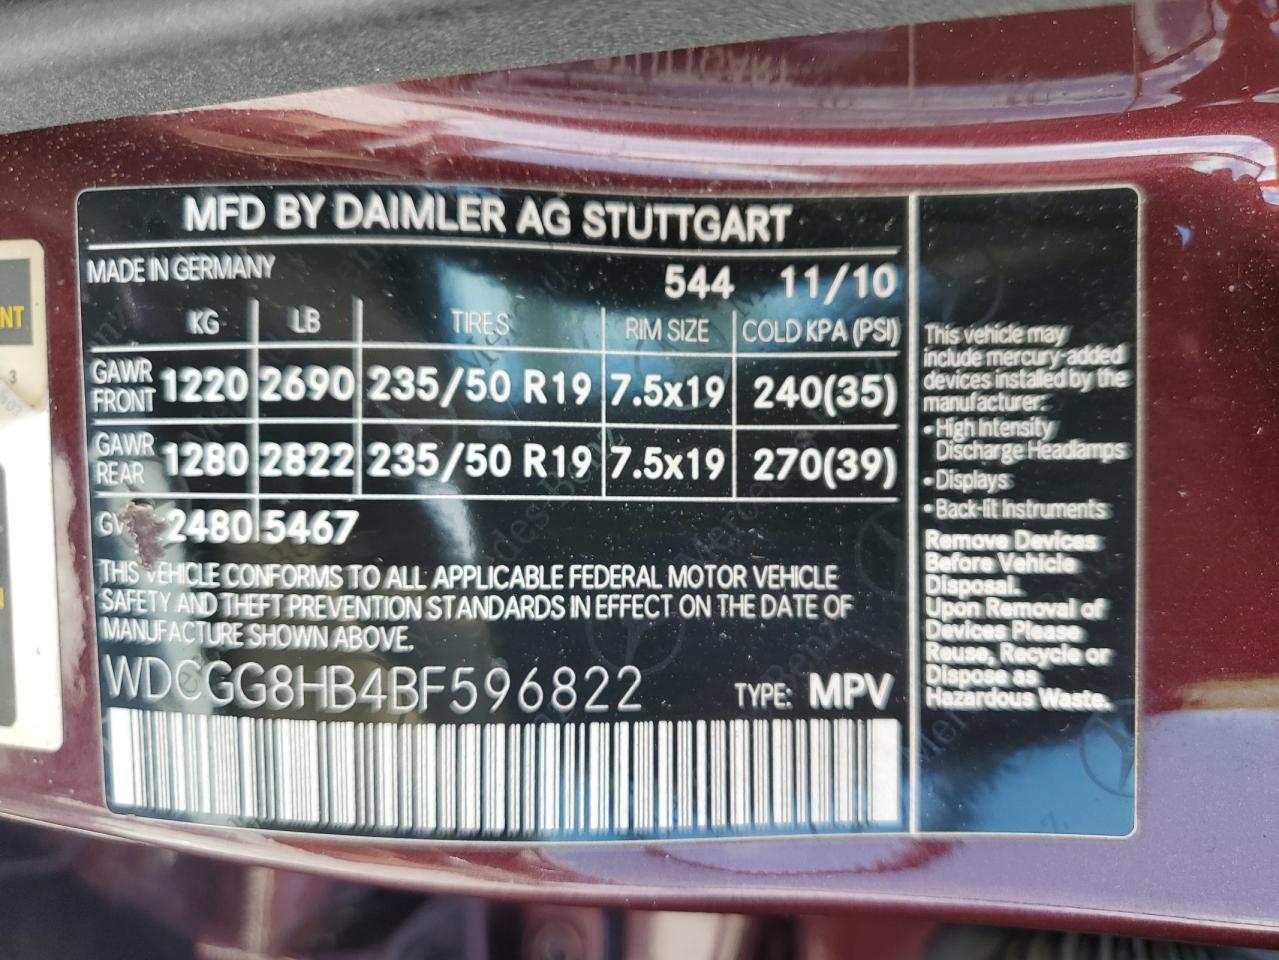 MFD BY DAIMLER AG STUTTGART
MADE IN GERMANY 544 11/10
KG LB TIRES RIM SIZE COLD KPA (PSI)
GAWR FRONT 1220 2690 235/50 R19 7.5x19 240(35)
GAWR REAR 1280 2822 235/50 R19 7.5x19 270(39)
2480 5467
THIS VEHICLE CONFORMS TO ALL APPLICABLE FEDERAL MOTOR VEHICLE
SAFETY AND THEFT PREVENTION STANDARDS IN EFFECT ON THE DATE OF
MANUFACTURE SHOWN ABOVE.
WDCGG8HB4BF596822 TYPE: MPV
This vehicle may
include mercury-added
devices installed by the
manufacturer:
• High Intensity
Discharge Headlamps
• Displays
• Back-lit Instruments
Remove Devices
Before Vehicle
Disposal.
Upon Removal of
Devices Please
Reuse, Recycle or
Dispose as
Hazardous Waste.